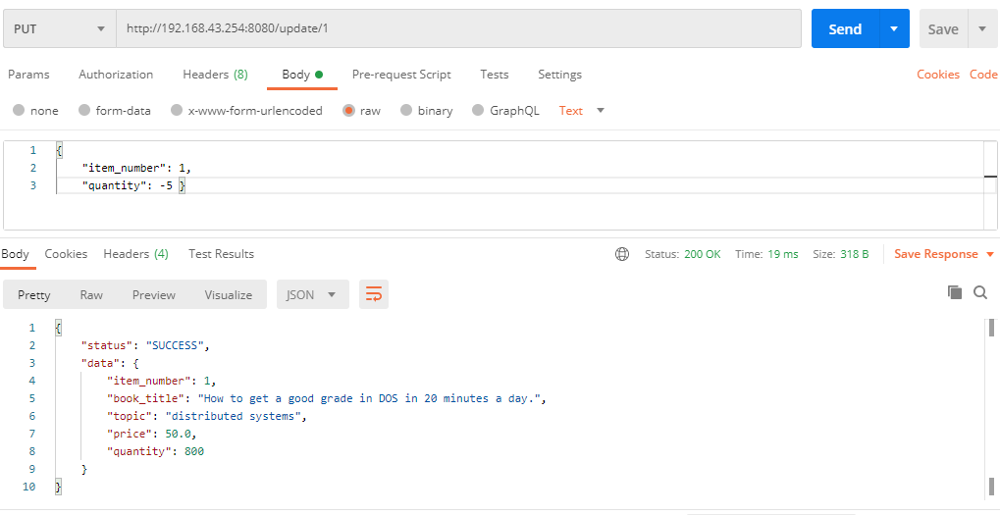 PUT http://192.168.43.254:8080/update/1 Send Save
Params Authorization Headers (8) Body Pre-request Script Tests Settings Cookies Code
none form-data x-www-form-urlencoded raw binary GraphQL Text
1 {
2 "item_number": 1,
3 "quantity": -5 }
Body Cookies Headers (4) Test Results Status: 200 OK Time: 19 ms Size: 318 B Save Response
Pretty Raw Preview Visualize JSON
1 {
2 "status": "SUCCESS",
3 "data": {
4 "item_number": 1,
5 "book_title": "How to get a good grade in DOS in 20 minutes a day.",
6 "topic": "distributed systems",
7 "price": 50.0,
8 "quantity": 800
9 }
10 }